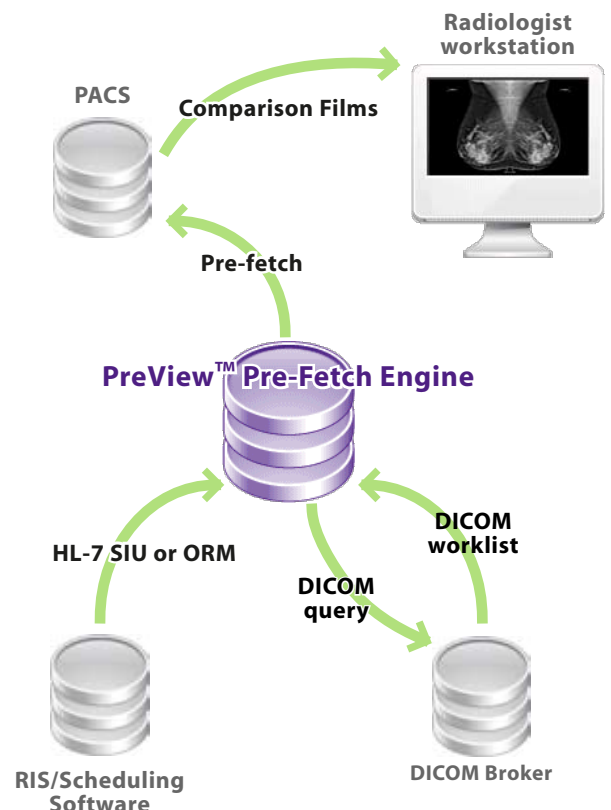 Radiologist
workstation
PACS
Comparison Films
Pre-fetch
PreView™ Pre-Fetch Engine
HL-7 SIU or ORM
DICOM
worklist
DICOM
query
RIS/Scheduling
Software
DICOM Broker